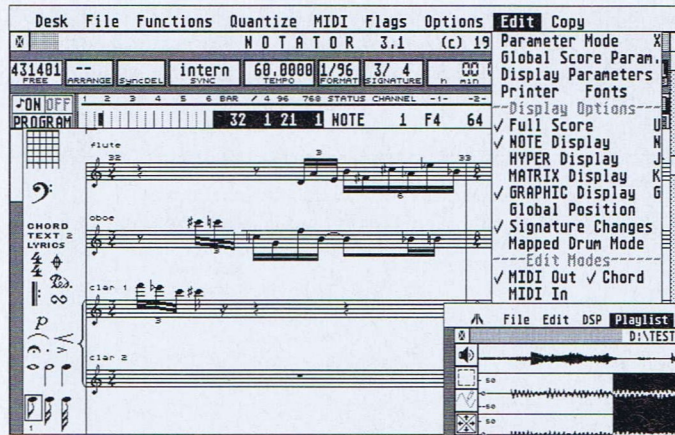 Desk File Functions Quantize MIDI Flags Options Edit Copy
N O T A T O R 3.1 (c) 19
431401 -- intern 60.0000 1/96 3/ 4
FREE ARRANGE SyncDEL SYNC TEMPO FORMAT SIGNATURE h min
♪ON OFF 1 2 3 4 5 6 BAR / 4 96 768 STATUS CHANNEL -1- -2-
PROGRAM 32 1 21 1 NOTE 1 F4 64
Parameter Mode X
Global Score Param.
Display Parameters
Printer Fonts
--Display Options---
✓ Full Score U
✓ NOTE Display N
HYPER Display J
MATRIX Display K
✓ GRAPHIC Display G
Global Position
✓ Signature Changes
Mapped Drum Mode
----Edit Modes----
✓ MIDI Out ✓ Chord
MIDI In
flute
32 3 33
6
oboe
3
CHORD
TEXT 2
LYRICS
clar 1
3
p
clar 2
1
File Edit DSP Playlist
D:\TEST
50
-50
50
-50